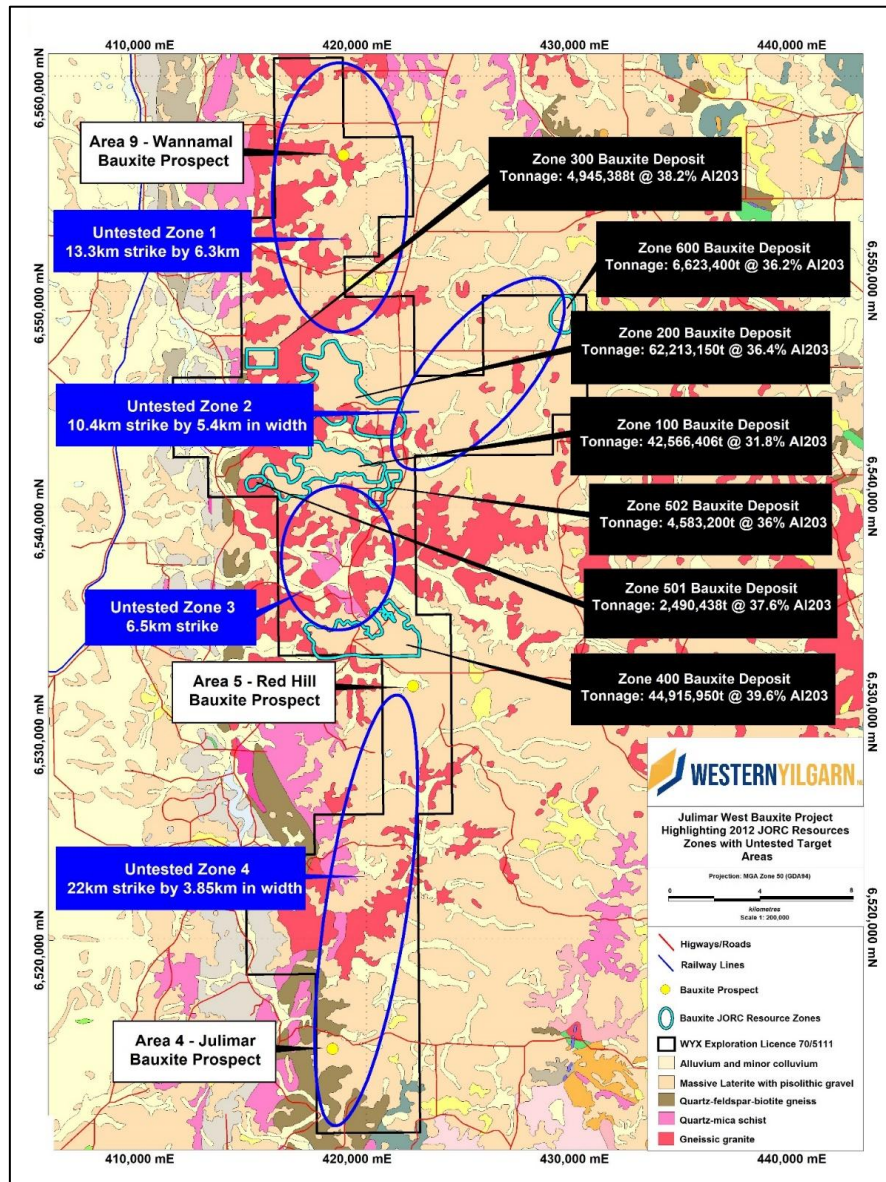 410,000 mE
420,000 mE
430,000 mE
440,000 mE
6,560,000 mN
6,550,000 mN
6,540,000 mN
6,530,000 mN
6,520,000 mN
6,550,000 mN
6,540,000 mN
6,530,000 mN
6,520,000 mN
Area 9 - Wannamal
Bauxite Prospect
Untested Zone 1
13.3km strike by 6.3km
Zone 300 Bauxite Deposit
Tonnage: 4,945,388t @ 38.2% Al203
Zone 600 Bauxite Deposit
Tonnage: 6,623,400t @ 36.2% Al203
Zone 200 Bauxite Deposit
Tonnage: 62,213,150t @ 36.4% Al203
Untested Zone 2
10.4km strike by 5.4km in width
Zone 100 Bauxite Deposit
Tonnage: 42,566,406t @ 31.8% Al203
Zone 502 Bauxite Deposit
Tonnage: 4,583,200t @ 36% Al203
Zone 501 Bauxite Deposit
Tonnage: 2,490,438t @ 37.6% Al203
Untested Zone 3
6.5km strike
Area 5 - Red Hill
Bauxite Prospect
Zone 400 Bauxite Deposit
Tonnage: 44,915,950t @ 39.6% Al203
Untested Zone 4
22km strike by 3.85km in width
Area 4 - Julimar
Bauxite Prospect
WESTERNYILGARN
Julimar West Bauxite Project
Highlighting 2012 JORC Resources
Zones with Untested Target
Areas
Projection: MGA Zone 50 (GDA94)
0 4 8
kilometres
Scale 1: 200,000
Higways/Roads
Railway Lines
Bauxite Prospect
Bauxite JORC Resource Zones
WYX Exploration Licence 70/5111
Alluvium and minor colluvium
Massive Laterite with pisolithic gravel
Quartz-feldspar-biotite gneiss
Quartz-mica schist
Gneissic granite
410,000 mE
420,000 mE
430,000 mE
440,000 mE